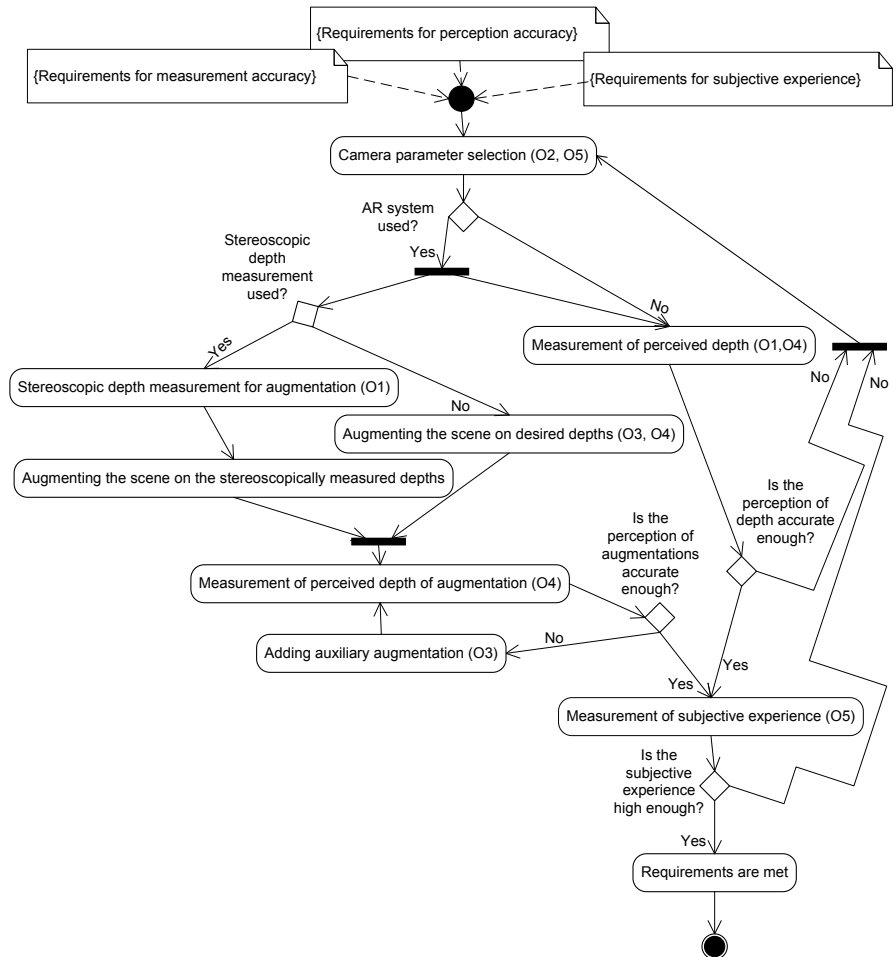 {Requirements for perception accuracy}
{Requirements for measurement accuracy}
{Requirements for subjective experience}
Camera parameter selection (O2, O5)
AR system
used?
Yes
No
Stereoscopic
depth
measurement
used?
Yes
No
Measurement of perceived depth (O1,O4)
No
No
Stereoscopic depth measurement for augmentation (O1)
Augmenting the scene on desired depths (O3, O4)
Augmenting the scene on the stereoscopically measured depths
Is the
perception of
depth accurate
enough?
Is the
perception of
augmentations
accurate
enough?
Measurement of perceived depth of augmentation (O4)
No
Adding auxiliary augmentation (O3)
Yes
Yes
Measurement of subjective experience (O5)
Is the
subjective
experience
high enough?
Yes
Requirements are met